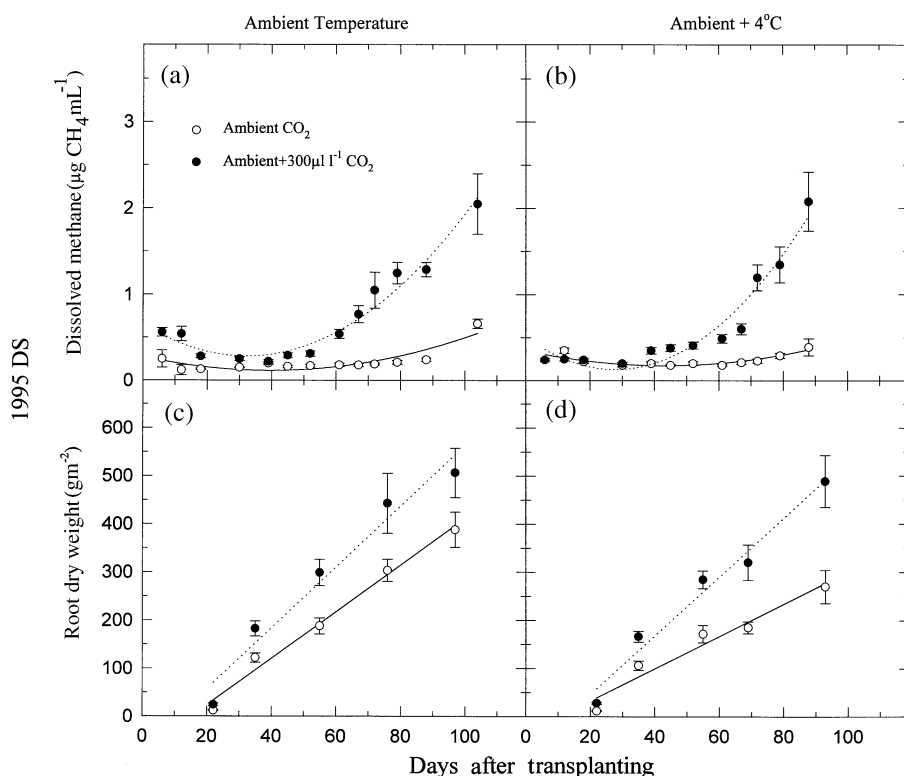 Ambient Temperature
Ambient + 4°C
(a)
(b)
Dissolved methane (μg CH₄ mL⁻¹)
3
2
1
0
Ambient CO₂
Ambient+300μl l⁻¹ CO₂
1995 DS
(c)
(d)
Root dry weight (gm⁻²)
600
500
400
300
200
100
0
0 20 40 60 80 100 0 20 40 60 80 100
Days after transplanting